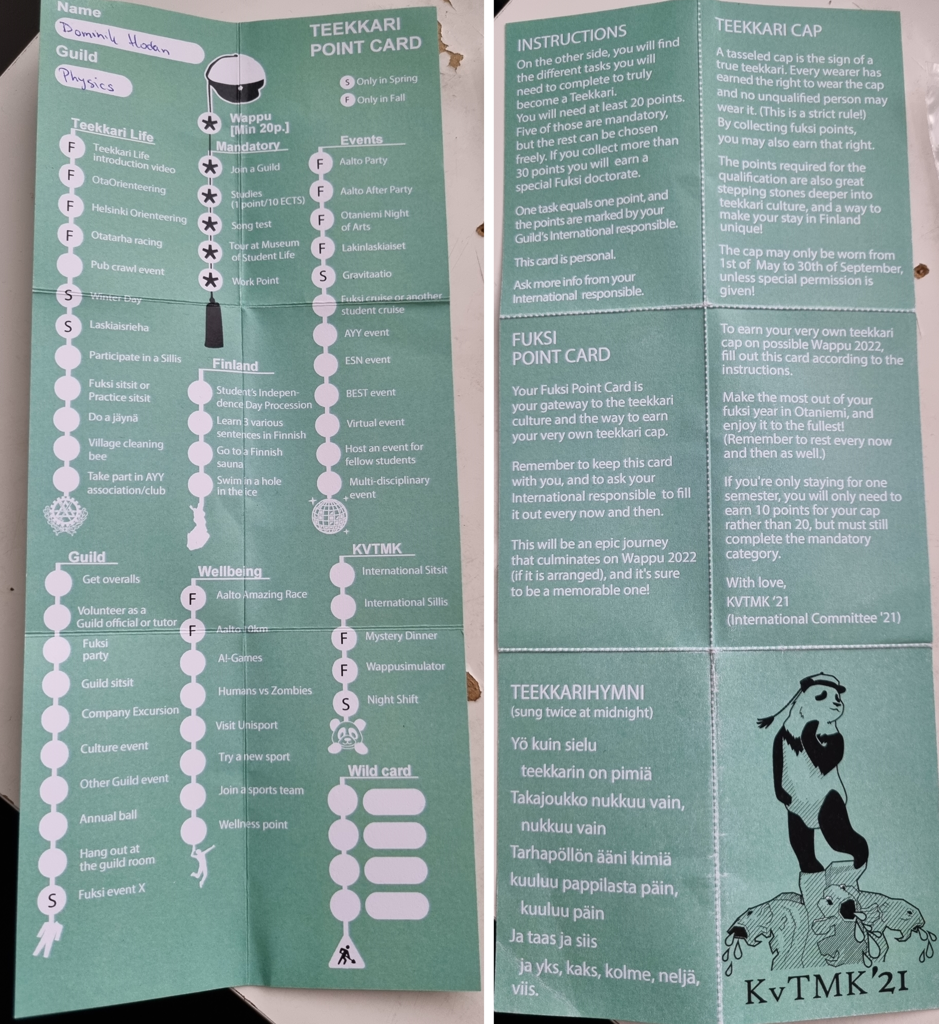 Name
Dominik Hodan
Guild
Physics
TEEKKARI
POINT CARD
S Only in Spring
F Only in Fall
Wappu
[Min 20p.]
Mandatory
Join a Guild
Studies
(1 point/10 ECTS)
Song test
Tour at Museum
of Student Life
Work Point
Teekkari Life
F Teekkari Life
introduction video
F OtaOrienteering
F Helsinki Orienteering
F Otatarha racing
Pub crawl event
S Winter Day
S Laskiaisrieha
Participate in a Sillis
Fuksi sitsit or
Practice sitsit
Do a jäynä
Village cleaning
bee
Take part in AYY
association/club
Events
F Aalto Party
F Aalto After Party
F Otaniemi Night
of Arts
F Lakinlaskiaiset
S Gravitaatio
Fuksi cruise or another
student cruise
AYY event
ESN event
BEST event
Virtual event
Host an event for
fellow students
Multi-disciplinary
event
Finland
Student's Indepen-
dence Day Procession
Learn 3 various
sentences in Finnish
Go to a Finnish
sauna
Swim in a hole
in the ice
Guild
Get overalls
Volunteer as a
Guild official or tutor
Fuksi
party
Guild sitsit
Company Excursion
Culture event
Other Guild event
Annual ball
Hang out at
the guild room
S Fuksi event X
Wellbeing
F Aalto Amazing Race
F Aalto 10km
AI-Games
Humans vs Zombies
Visit Unisport
Try a new sport
Join a sports team
Wellness point
KVTMK
International Sitsit
International Sillis
F Mystery Dinner
F Wappusimulator
S Night Shift
Wild card
INSTRUCTIONS
On the other side, you will find
the different tasks you will
need to complete to truly
become a Teekkari.
You will need at least 20 points.
Five of those are mandatory,
but the rest can be chosen
freely. If you collect more than
30 points you will earn a
special Fuksi doctorate.
One task equals one point, and
the points are marked by your
Guild's International responsible.
This card is personal.
Ask more info from your
International responsible.
TEEKKARI CAP
A tasseled cap is the sign of a
true teekkari. Every wearer has
earned the right to wear the cap
and no unqualified person may
wear it. (This is a strict rule!)
By collecting fuksi points,
you may also earn that right.
The points required for the
qualification are also great
stepping stones deeper into
teekkari culture, and a way to
make your stay in Finland
unique!
The cap may only be worn from
1st of May to 30th of September,
unless special permission is
given!
FUKSI
POINT CARD
Your Fuksi Point Card is
your gateway to the teekkari
culture and the way to earn
your very own teekkari cap.
Remember to keep this card
with you, and to ask your
International responsible to fill
it out every now and then.
This will be an epic journey
that culminates on Wappu 2022
(if it is arranged), and it's sure
to be a memorable one!
To earn your very own teekkari
cap on possible Wappu 2022,
fill out this card according to the
instructions.
Make the most out of your
fuksi year in Otaniemi, and
enjoy it to the fullest!
(Remember to rest every now
and then as well.)
If you're only staying for one
semester, you will only need to
earn 10 points for your cap
rather than 20, but must still
complete the mandatory
category.
With love,
KVTMK '21
(International Committee '21)
TEEKKARIHYMNI
(sung twice at midnight)
Yö kuin sielu
teekkarin on pimiä
Takajoukko nukkuu vain,
nukkuu vain
Tarhapöllön ääni kimiä
kuuluu pappilasta päin,
kuuluu päin
Ja taas ja siis
ja yks, kaks, kolme, neljä,
viis.
KvTMK'21